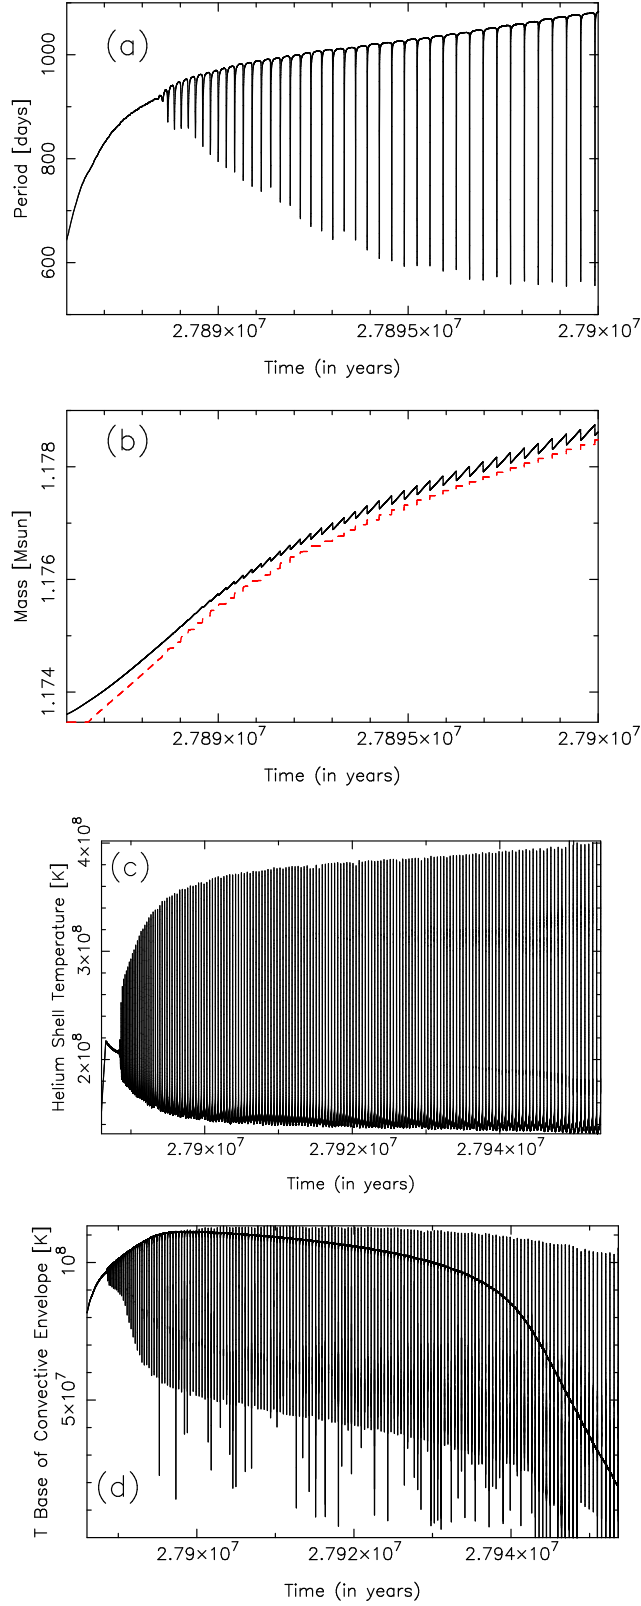 (a)
1000
800
600
Period [days]
2.789×10⁷ 2.7895×10⁷ 2.79×10⁷
Time (in years)
(b)
1.178
1.176
1.174
Mass [Msun]
2.789×10⁷ 2.7895×10⁷ 2.79×10⁷
Time (in years)
(c)
4×10⁸
3×10⁸
2×10⁸
Helium Shell Temperature [K]
2.79×10⁷ 2.792×10⁷ 2.794×10⁷
Time (in years)
10⁸
5×10⁷
T Base of Convective Envelope [K]
(d)
2.79×10⁷ 2.792×10⁷ 2.794×10⁷
Time (in years)